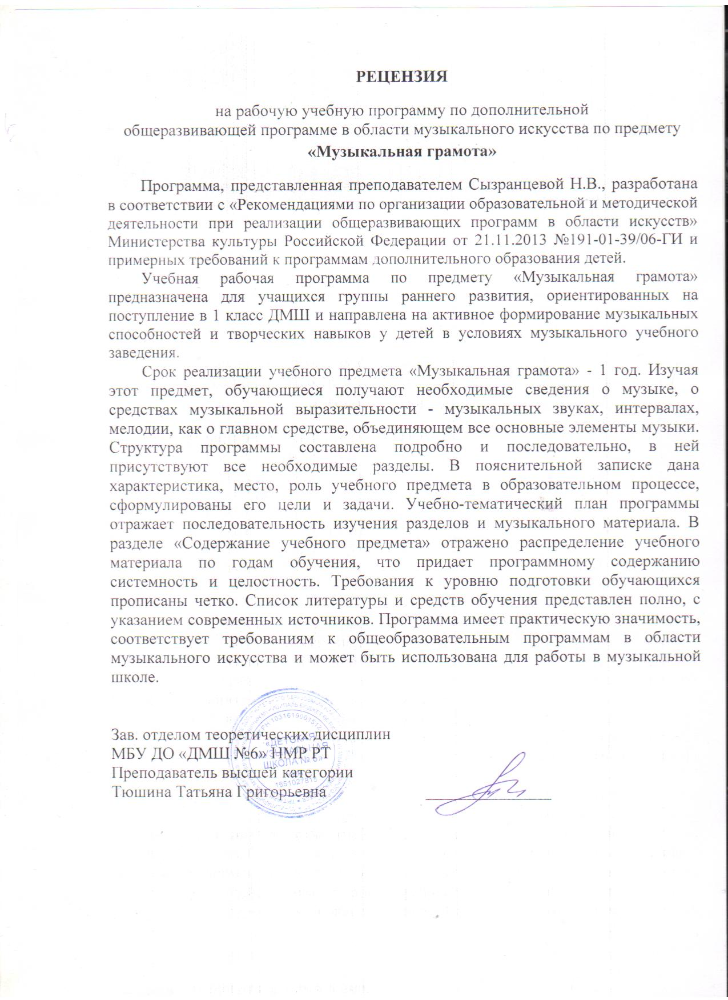 РЕЦЕНЗИЯ
на рабочую учебную программу по дополнительной
общеразвивающей программе в области музыкального искусства по предмету
«Музыкальная грамота»
Программа, представленная преподавателем Сызранцевой Н.В., разработана
в соответствии с «Рекомендациями по организации образовательной и методической
деятельности при реализации общеразвивающих программ в области искусств»
Министерства культуры Российской Федерации от 21.11.2013 №191-01-39/06-ГИ и
примерных требований к программам дополнительного образования детей.
Учебная рабочая программа по предмету «Музыкальная грамота»
предназначена для учащихся группы раннего развития, ориентированных на
поступление в 1 класс ДМШ и направлена на активное формирование музыкальных
способностей и творческих навыков у детей в условиях музыкального учебного
заведения.
Срок реализации учебного предмета «Музыкальная грамота» - 1 год. Изучая
этот предмет, обучающиеся получают необходимые сведения о музыке, о
средствах музыкальной выразительности - музыкальных звуках, интервалах,
мелодии, как о главном средстве, объединяющем все основные элементы музыки.
Структура программы составлена подробно и последовательно, в ней
присутствуют все необходимые разделы. В пояснительной записке дана
характеристика, место, роль учебного предмета в образовательном процессе,
сформулированы его цели и задачи. Учебно-тематический план программы
отражает последовательность изучения разделов и музыкального материала. В
разделе «Содержание учебного предмета» отражено распределение учебного
материала по годам обучения, что придает программному содержанию
системность и целостность. Требования к уровню подготовки обучающихся
прописаны четко. Список литературы и средств обучения представлен полно, с
указанием современных источников. Программа имеет практическую значимость,
соответствует требованиям к общеобразовательным программам в области
музыкального искусства и может быть использована для работы в музыкальной
школе.
Зав. отделом теоретических дисциплин
МБУ ДО «ДМШ №6» НМР РТ
Преподаватель высшей категории
Тюшина Татьяна Григорьевна
«ДЕТСКАЯ
МУЗЫКАЛЬНАЯ
ШКОЛА № 6»
1651027815